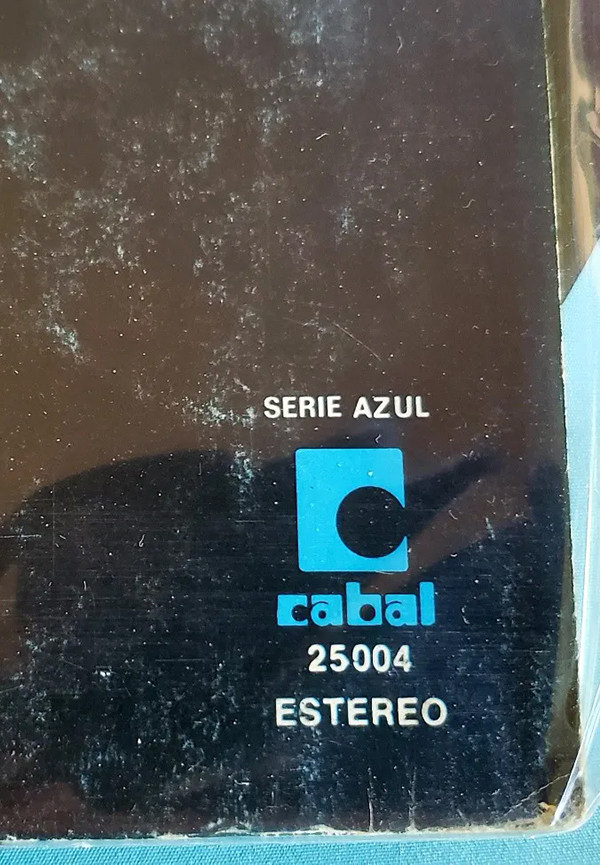 SERIE AZUL
cabal
25004
ESTEREO